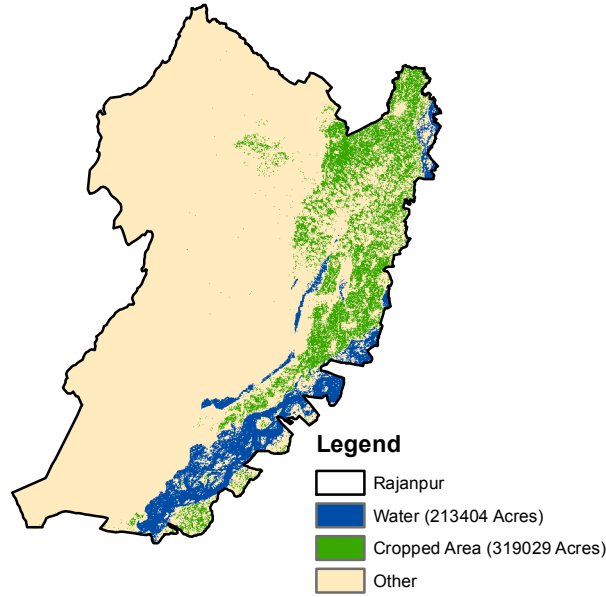 Legend
Rajanpur
Water (213404 Acres)
Cropped Area (319029 Acres)
Other